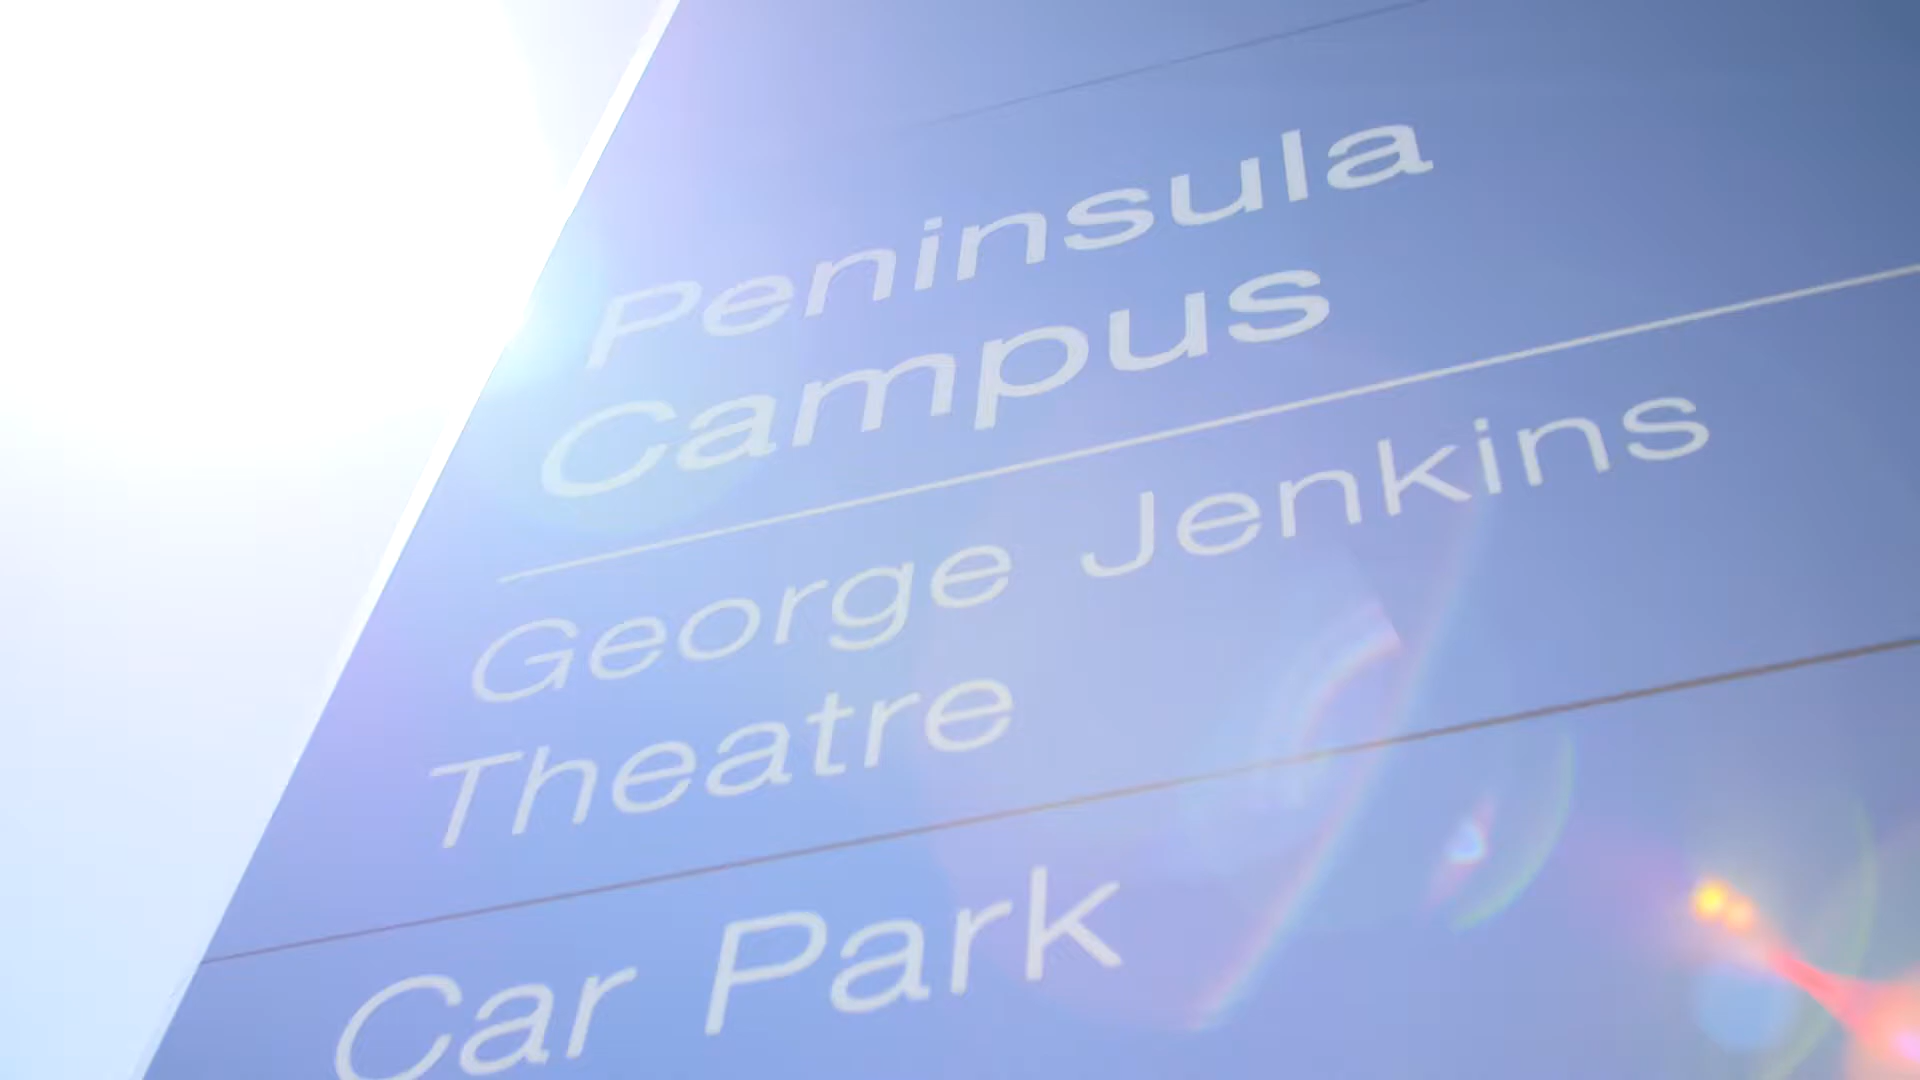 Peninsula
Campus
George Jenkins
Theatre
Car Park